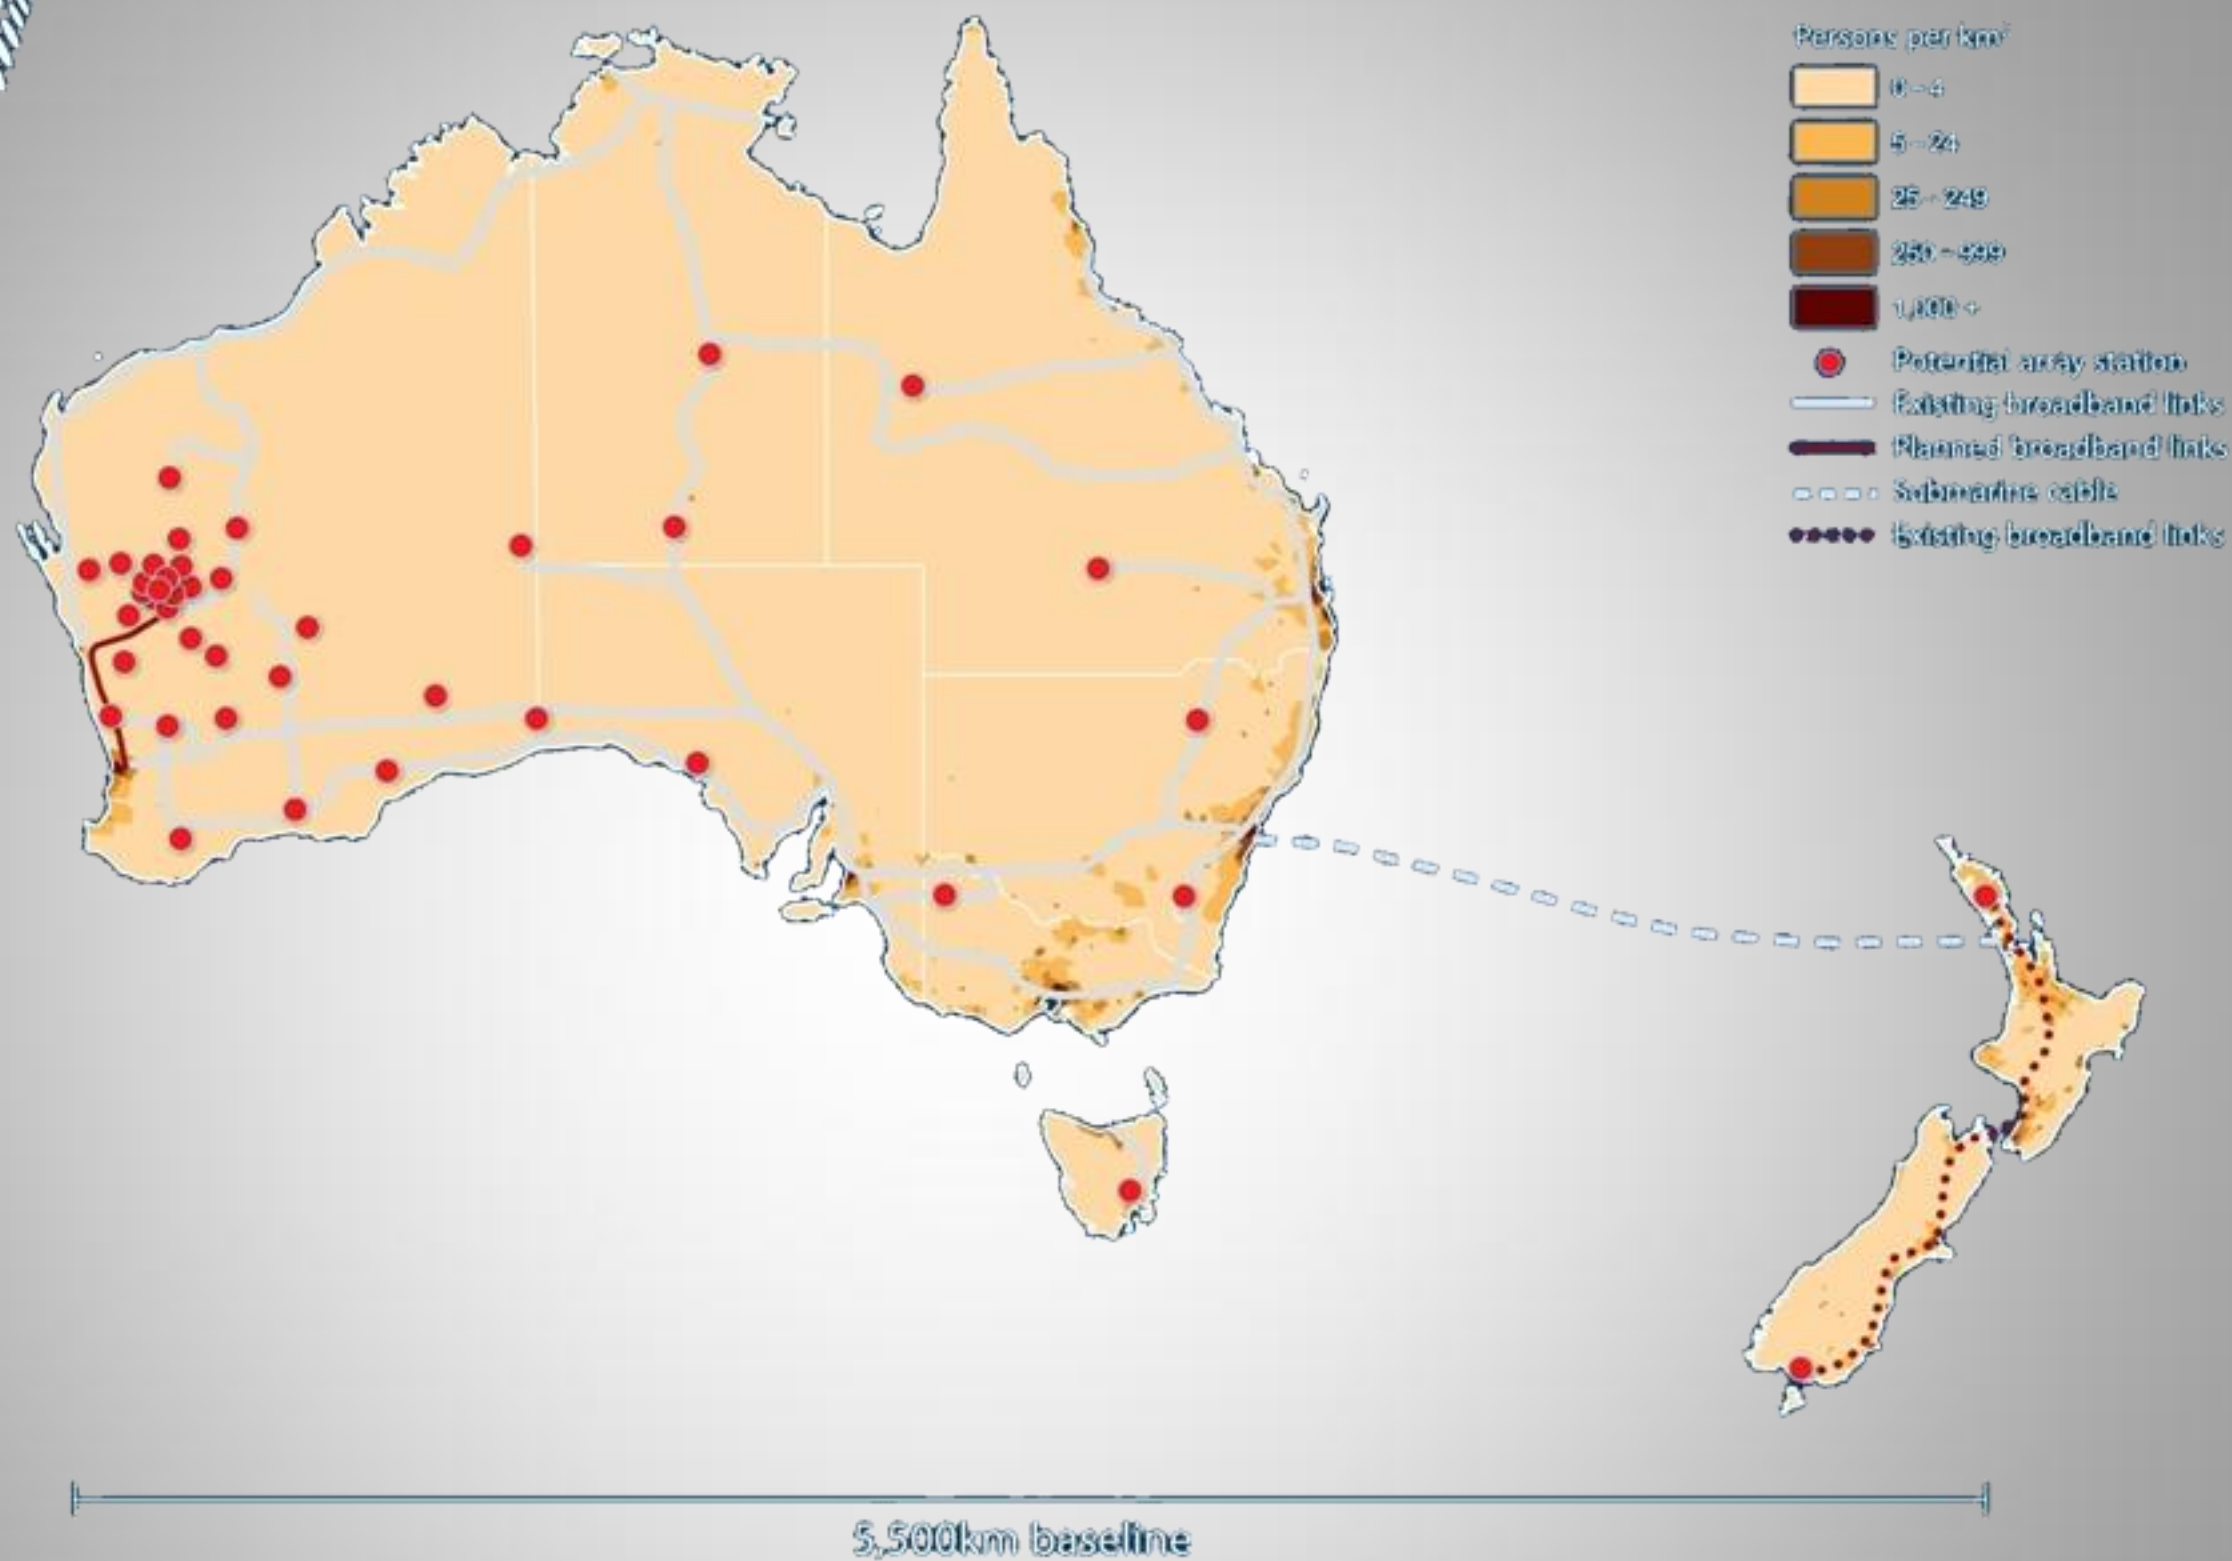 Persons per km²
0 - 4
5 - 24
25 - 249
250 - 999
1,000 +
Potential array station
Existing broadband links
Planned broadband links
Submarine cable
Existing broadband links
5,500km baseline